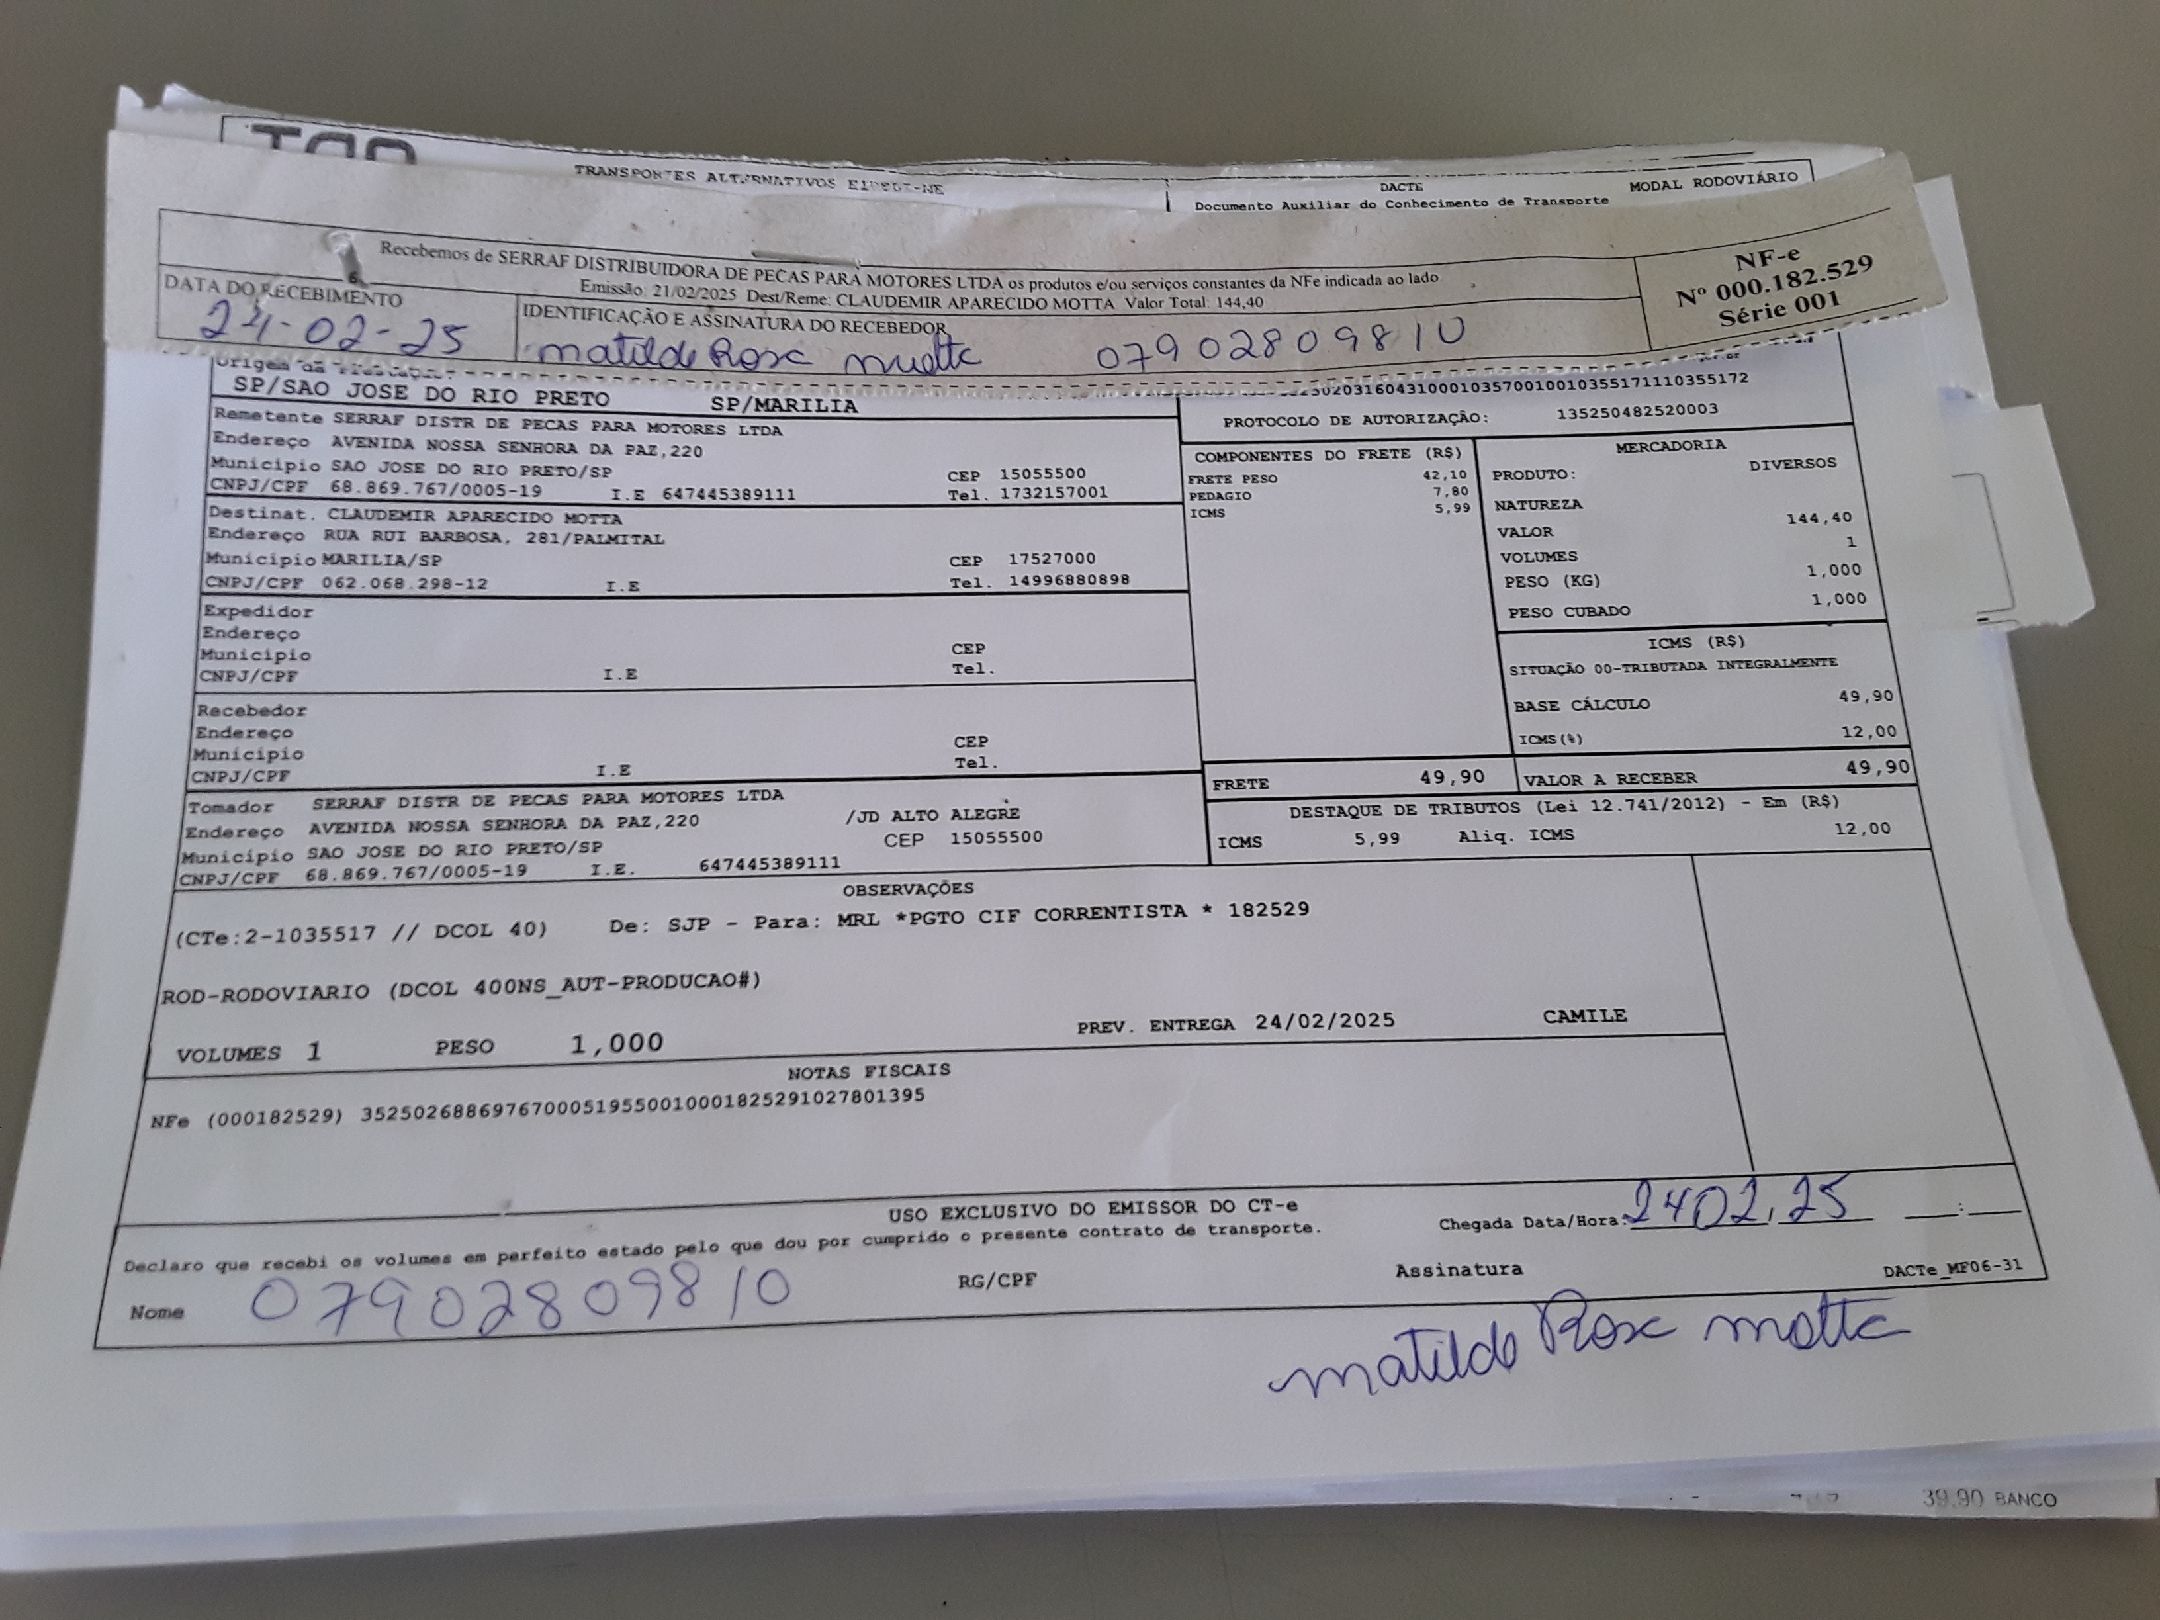 TRANSPORTES ALTERNATIVOS
DACTE
MODAL RODOVIÁRIO
Documento Auxiliar do Conhecimento de Transporte
Recebemos de SERRAF DISTRIBUIDORA DE PECAS PARA MOTORES LTDA os produtos e/ou serviços constantes da NFe indicada ao lado
Emissão: 21/02/2025 Dest/Reme: CLAUDEMIR APARECIDO MOTTA Valor Total: 144,40
NF-e
Nº 000.182.529
Série 001
DATA DO RECEBIMENTO
24-02-25
IDENTIFICAÇÃO E ASSINATURA DO RECEBEDOR
matilde Rosa motta 07902809810
SP/SAO JOSE DO RIO PRETO SP/MARILIA
Remetente SERRAF DISTR DE PECAS PARA MOTORES LTDA
Endereço AVENIDA NOSSA SENHORA DA PAZ,220
Municipio SAO JOSE DO RIO PRETO/SP CEP 15055500
CNPJ/CPF 68.869.767/0005-19 I.E 647445389111 Tel. 1732157001
Destinat. CLAUDEMIR APARECIDO MOTTA
Endereco RUA RUI BARBOSA, 281/PALMITAL
Municipio MARILIA/SP CEP 17527000
CNPJ/CPF 062.068.298-12 I.E Tel. 14996880898
Expedidor
Endereço
Municipio CEP
CNPJ/CPF I.E Tel.
Recebedor
Endereço
Municipio CEP
CNPJ/CPF I.E Tel.
Tomador SERRAF DISTR DE PECAS PARA MOTORES LTDA
Endereço AVENIDA NOSSA SENHORA DA PAZ,220 /JD ALTO ALEGRE
Município SAO JOSE DO RIO PRETO/SP CEP 15055500
CNPJ/CPF 68.869.767/0005-19 I.E. 647445389111
PROTOCOLO DE AUTORIZAÇÃO: 135250482520003
COMPONENTES DO FRETE (R$)
FRETE PESO 42,10
PEDAGIO 7,80
ICMS 5,99
MERCADORIA
PRODUTO: DIVERSOS
NATUREZA
VALOR 144,40
VOLUMES 1
PESO (KG) 1,000
PESO CUBADO 1,000
ICMS (R$)
SITUAÇÃO 00-TRIBUTADA INTEGRALMENTE
BASE CÁLCULO 49,90
ICMS(%) 12,00
FRETE 49,90 VALOR A RECEBER 49,90
DESTAQUE DE TRIBUTOS (Lei 12.741/2012) - Em (R$)
ICMS 5,99 Aliq. ICMS 12,00
OBSERVAÇÕES
(CTe:2-1035517 // DCOL 40) De: SJP - Para: MRL *PGTO CIF CORRENTISTA * 182529
ROD-RODOVIARIO (DCOL 400NS_AUT-PRODUCAO#)
VOLUMES 1 PESO 1,000 PREV. ENTREGA 24/02/2025 CAMILE
NOTAS FISCAIS
NFe (000182529) 35250268869767000519550010001825291027801395
USO EXCLUSIVO DO EMISSOR DO CT-e
Declaro que recebi os volumes em perfeito estado pelo que dou por cumprido o presente contrato de transporte.
Chegada Data/Hora: 2402,25 __:__
Nome 07902809810 RG/CPF Assinatura DACTe_MF06-31
matilde Rosa motta
39,90 BANCO